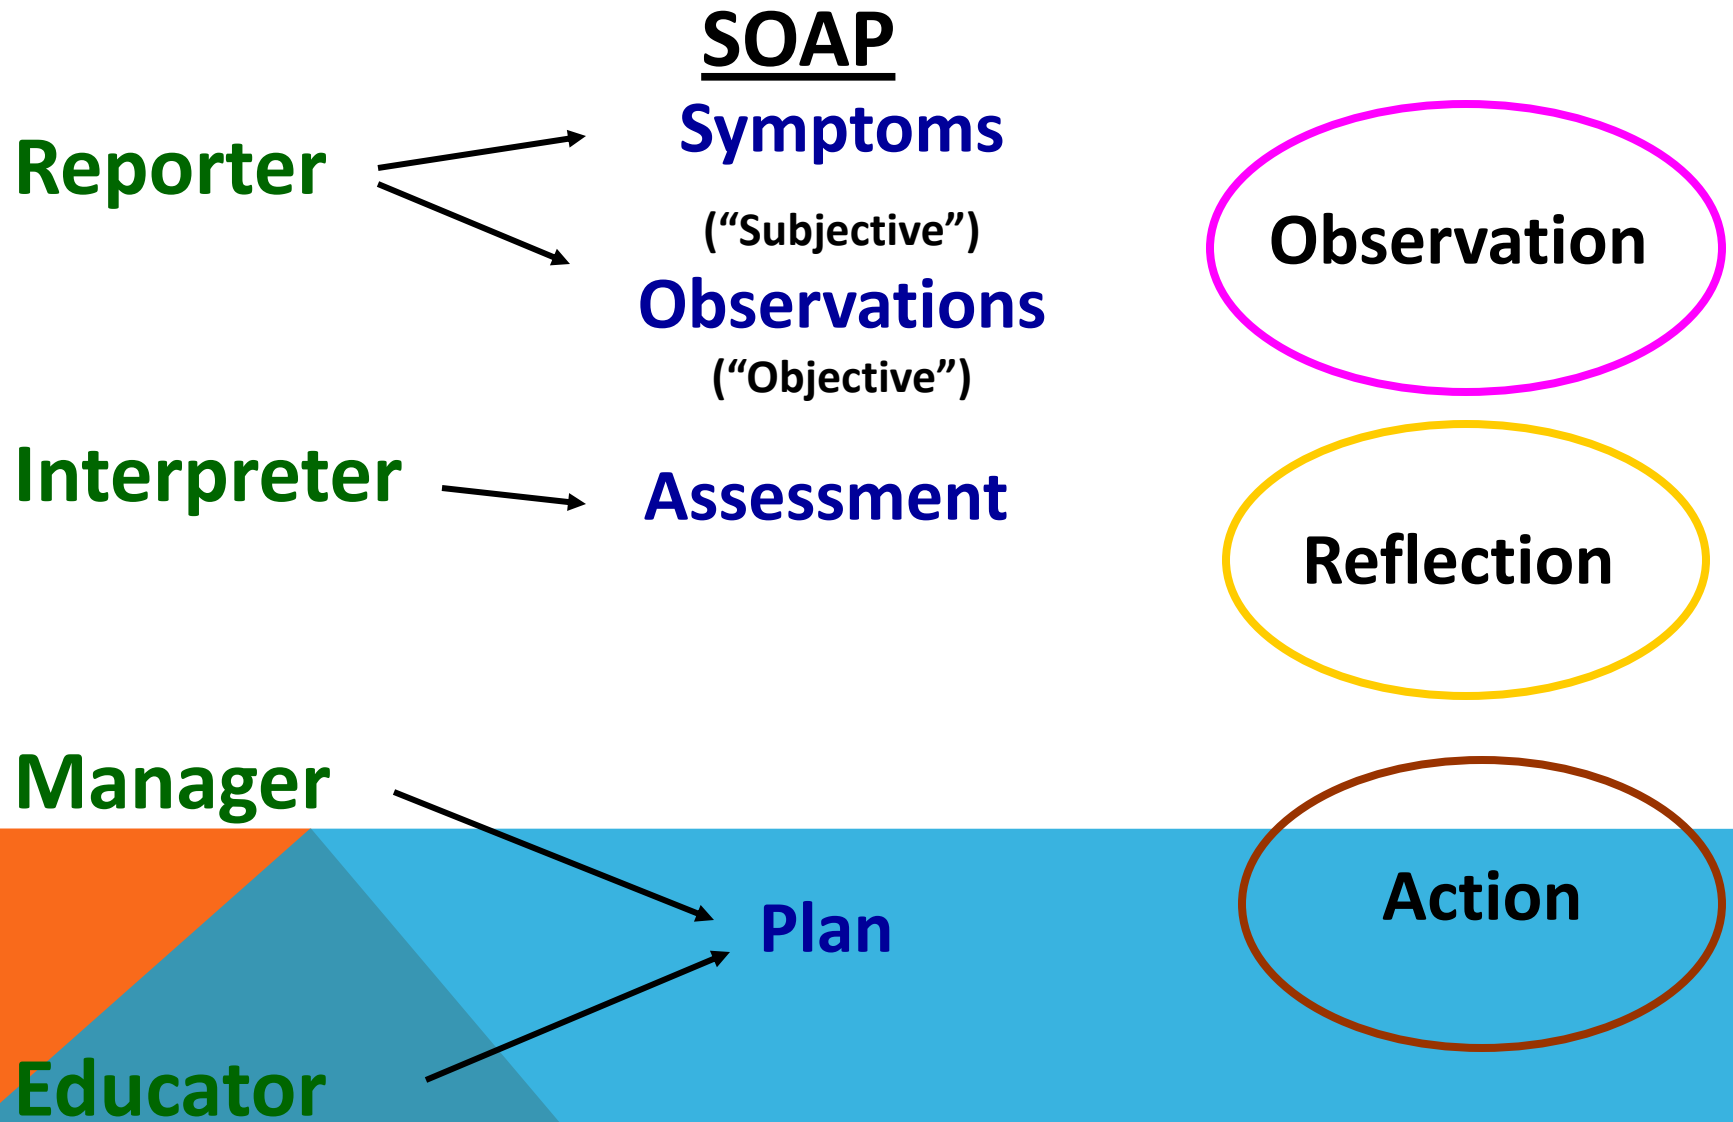 SOAP
Reporter
Symptoms
(“Subjective”)
Observations
(“Objective”)
Observation
Interpreter
Assessment
Reflection
Manager
Plan
Action
Educator